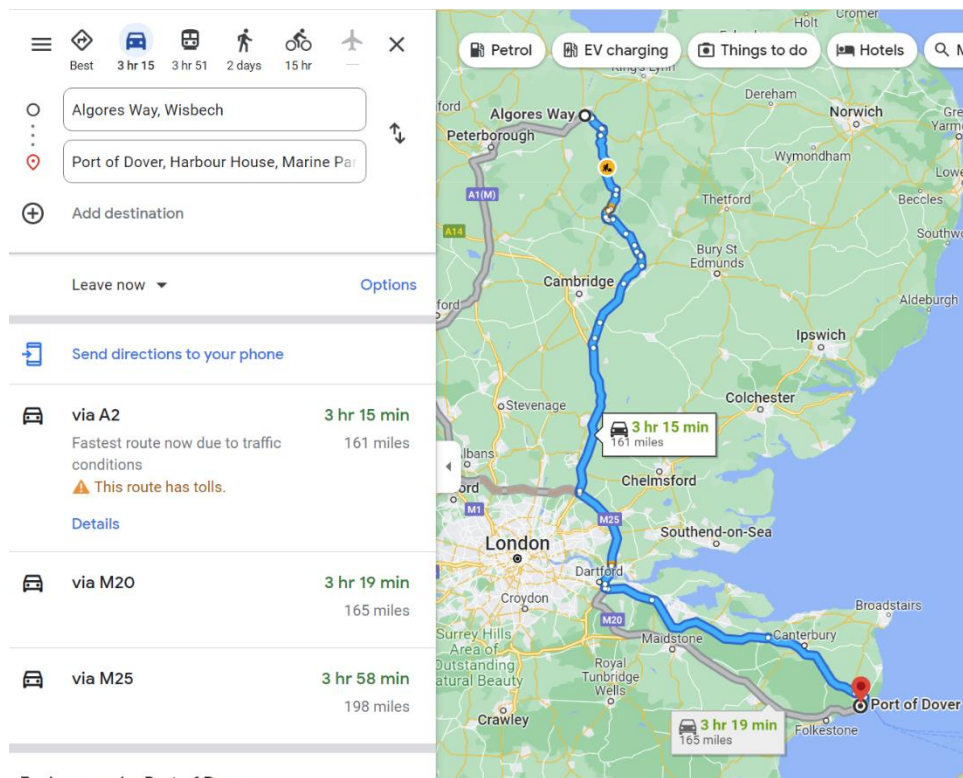 Best
3 hr 15
3 hr 51
2 days
15 hr
—
Algores Way, Wisbech
Port of Dover, Harbour House, Marine Par
Add destination
Leave now
Options
Send directions to your phone
via A2
3 hr 15 min
Fastest route now due to traffic
161 miles
conditions
This route has tolls.
Details
via M20
3 hr 19 min
165 miles
via M25
3 hr 58 min
198 miles
Petrol
EV charging
Things to do
Hotels
Holt
Cromer
King's Lynn
Dereham
Algores Way
Norwich
Peterborough
Wymondham
A1(M)
Thetford
Beccles
A14
Bury St
Edmunds
Cambridge
Aldeburgh
Ipswich
Stevenage
Colchester
3 hr 15 min
161 miles
Chelmsford
M1
M25
London
Southend-on-Sea
Dartford
Croydon
Broadstairs
M20
Surrey Hills
Area of
Outstanding
Natural Beauty
Maidstone
Canterbury
Royal
Tunbridge
Wells
Port of Dover
Crawley
3 hr 19 min
165 miles
Folkestone